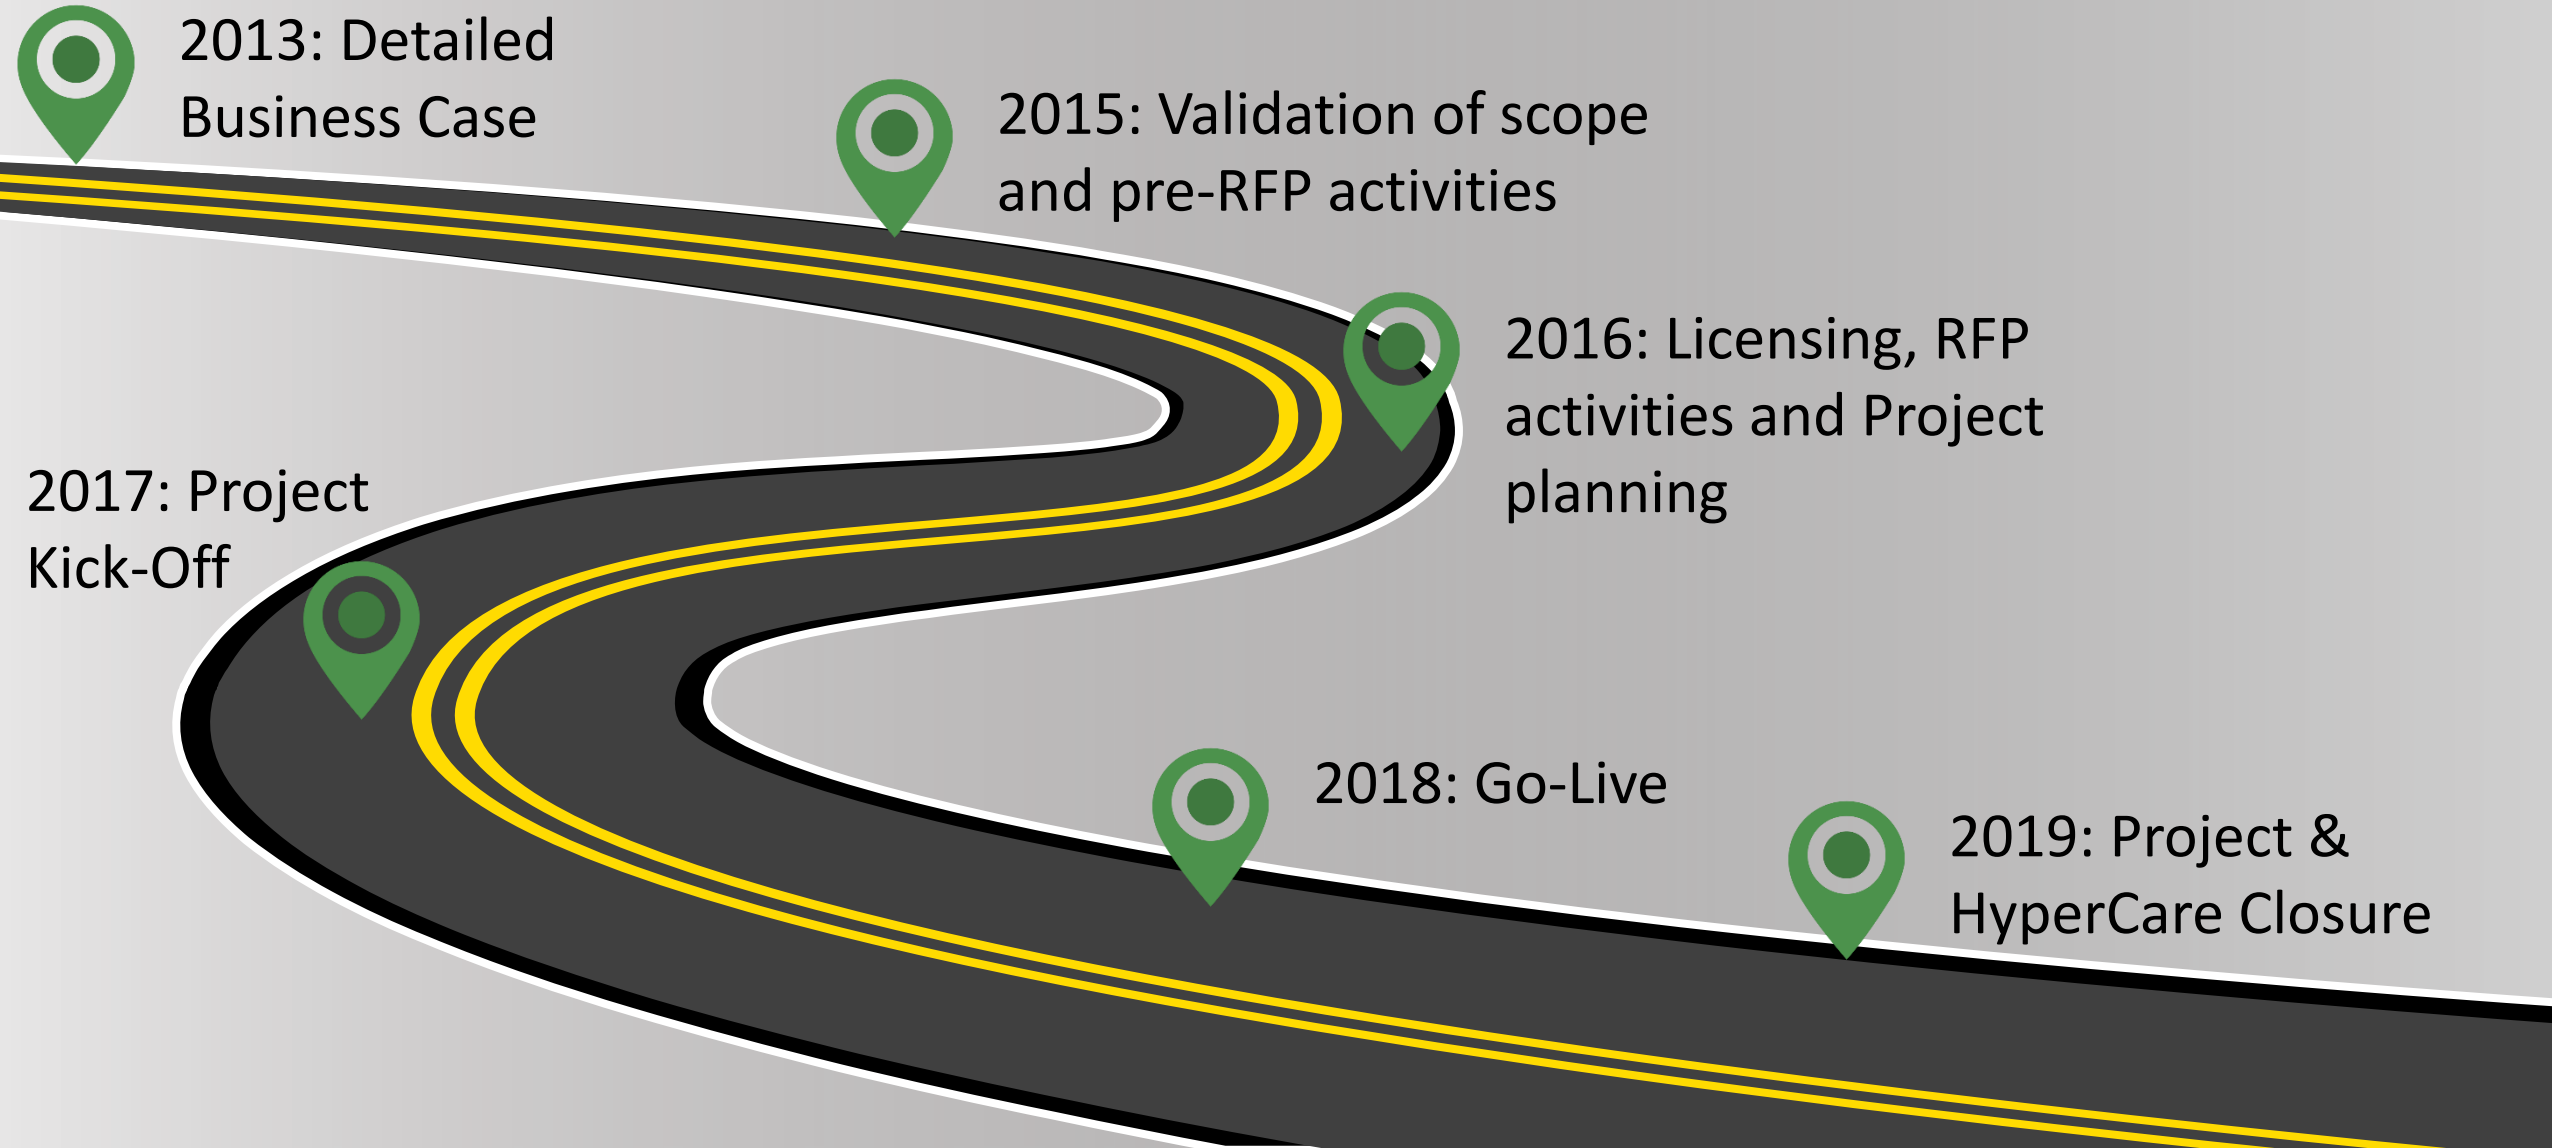 2013: Detailed
Business Case
2015: Validation of scope
and pre-RFP activities
2016: Licensing, RFP
activities and Project
planning
2017: Project
Kick-Off
2018: Go-Live
2019: Project &
HyperCare Closure